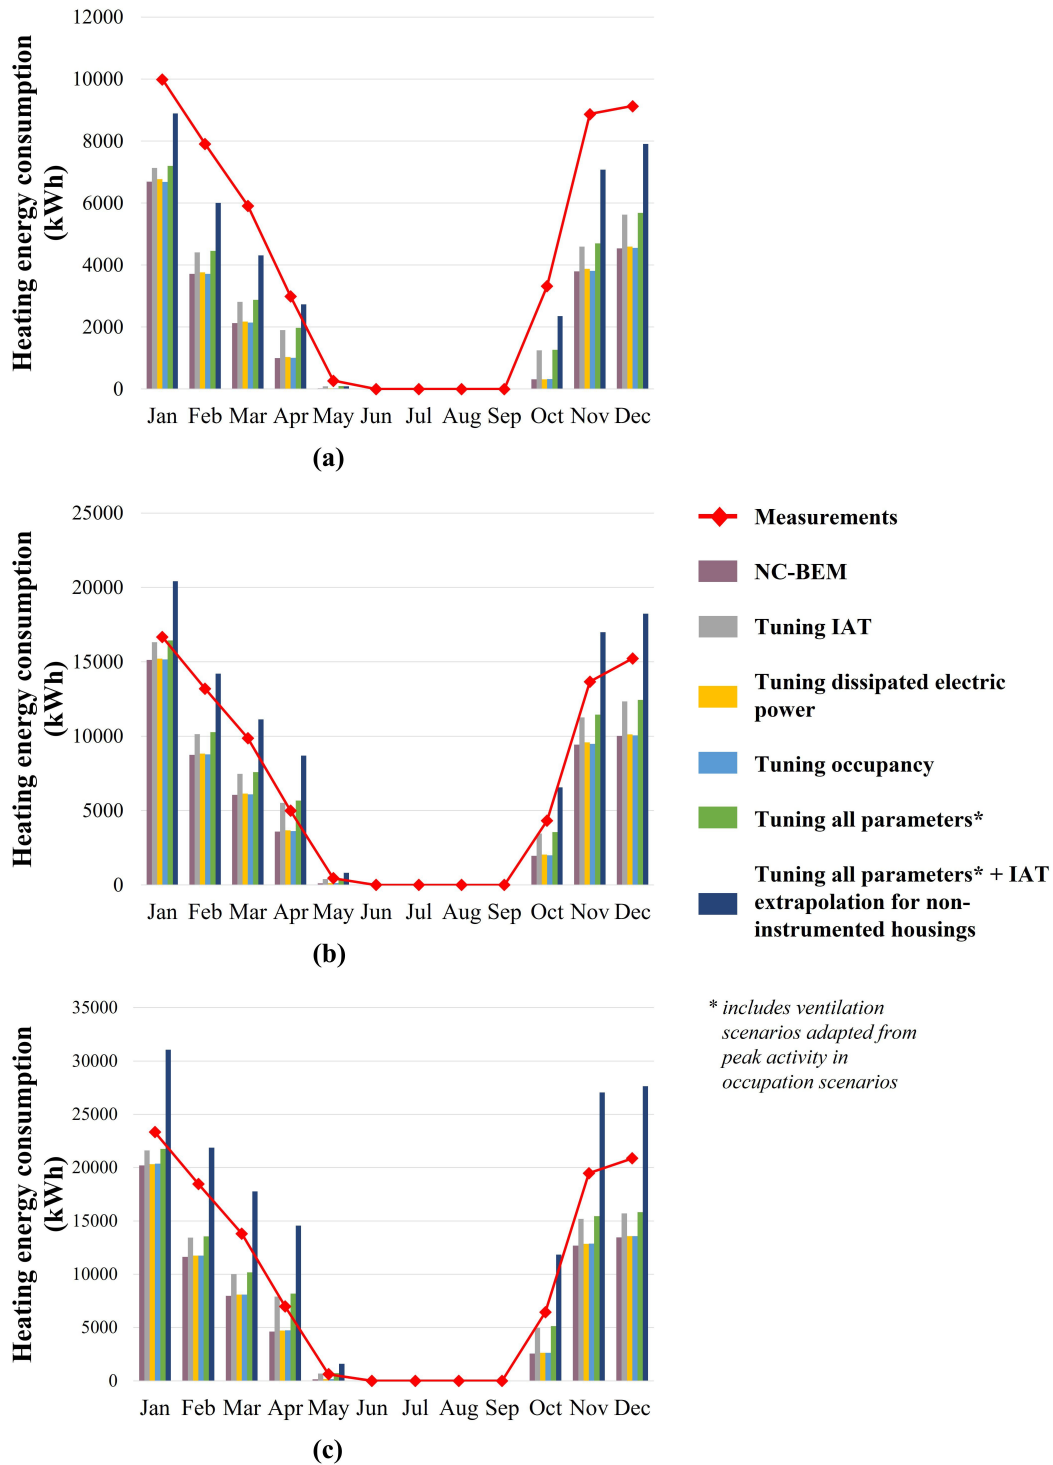 Heating energy consumption
(kWh)
12000
10000
8000
6000
4000
2000
0
Jan Feb Mar Apr May Jun Jul Aug Sep Oct Nov Dec
(a)
Heating energy consumption
(kWh)
25000
20000
15000
10000
5000
0
Jan Feb Mar Apr May Jun Jul Aug Sep Oct Nov Dec
(b)
Measurements
NC-BEM
Tuning IAT
Tuning dissipated electric
power
Tuning occupancy
Tuning all parameters*
Tuning all parameters* + IAT
extrapolation for non-
instrumented housings
* includes ventilation
scenarios adapted from
peak activity in
occupation scenarios
Heating energy consumption
(kWh)
35000
30000
25000
20000
15000
10000
5000
0
Jan Feb Mar Apr May Jun Jul Aug Sep Oct Nov Dec
(c)